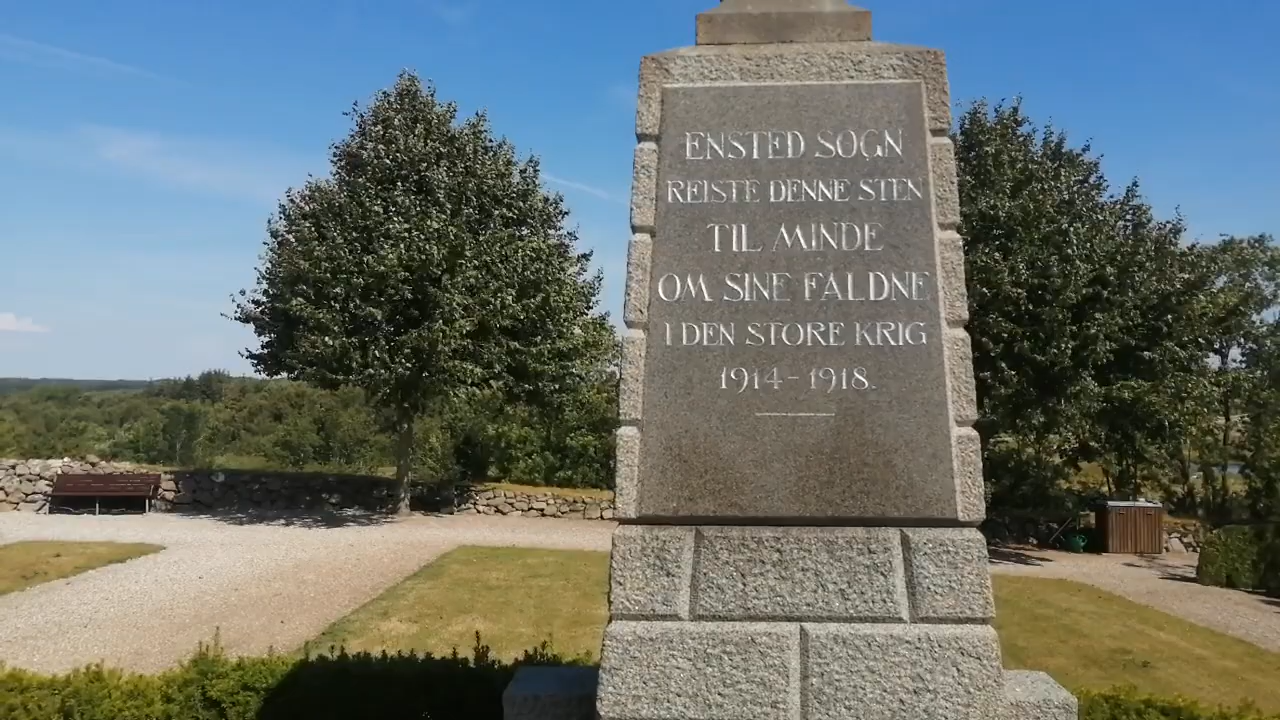 ENSTED SOGN
REISTE DENNE STEN
TIL MINDE
OM SINE FALDNE
I DEN STORE KRIG
1914 - 1918.